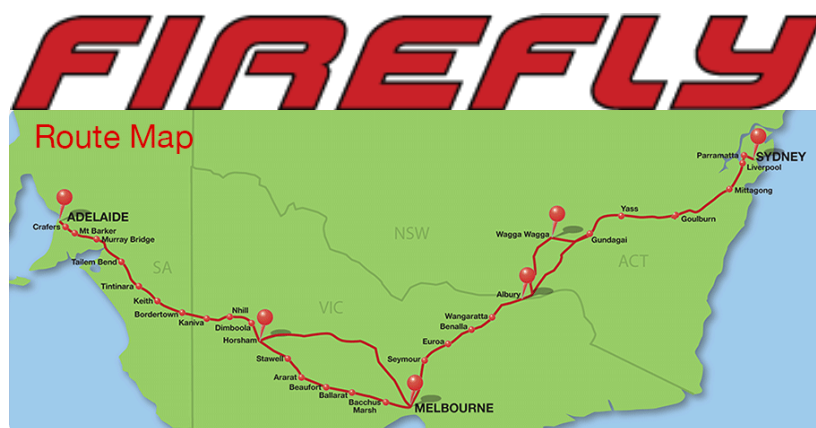 FIREFLY
Route Map
Parramatta
SYDNEY
Liverpool
Mittagong
Yass
Goulburn
Wagga Wagga
Gundagai
NSW
ACT
ADELAIDE
Crafers
Mt Barker
Murray Bridge
Tailem Bend
SA
Tintinara
Keith
Bordertown
Kaniva
Nhill
Dimboola
Horsham
VIC
Albury
Wangaratta
Benalla
Euroa
Seymour
Stawell
Ararat
Beaufort
Ballarat
Bacchus
Marsh
MELBOURNE